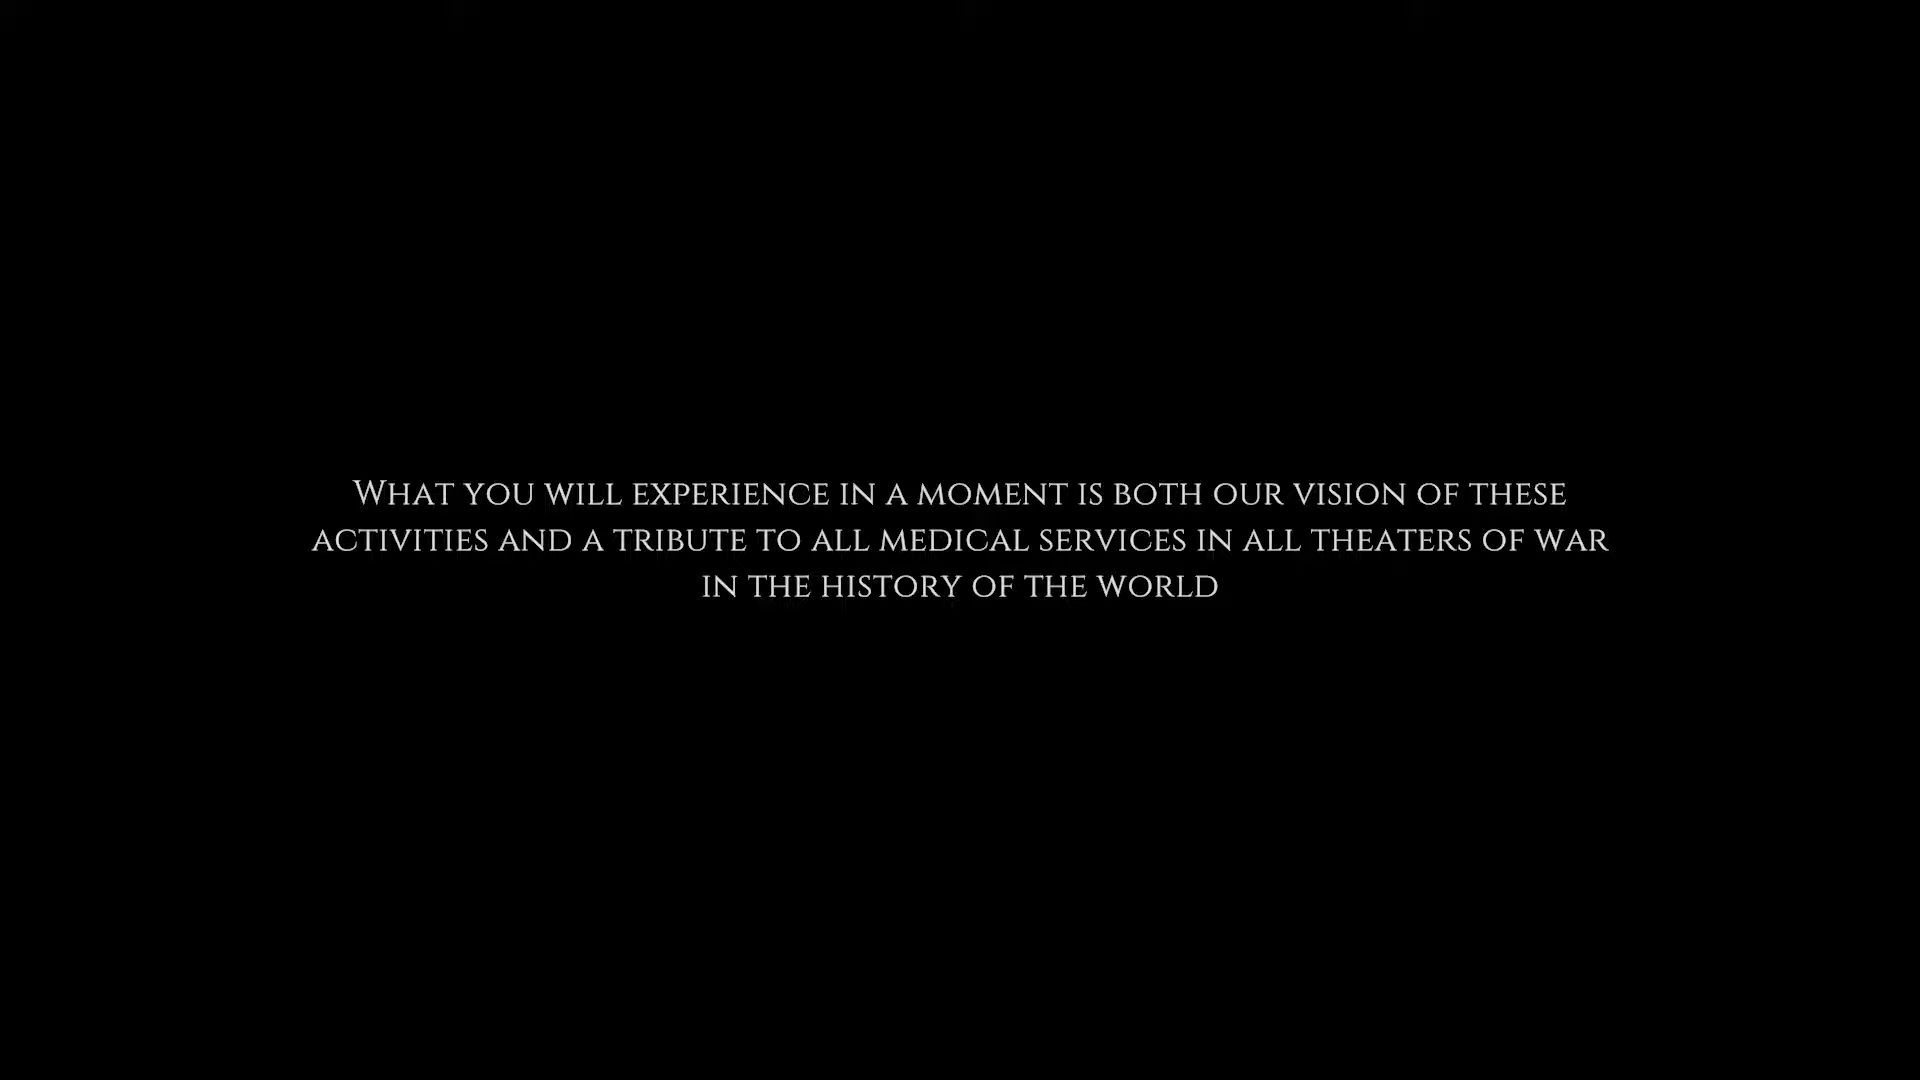 What you will experience in a moment is both our vision of these
activities and a tribute to all medical services in all theaters of war
in the history of the world